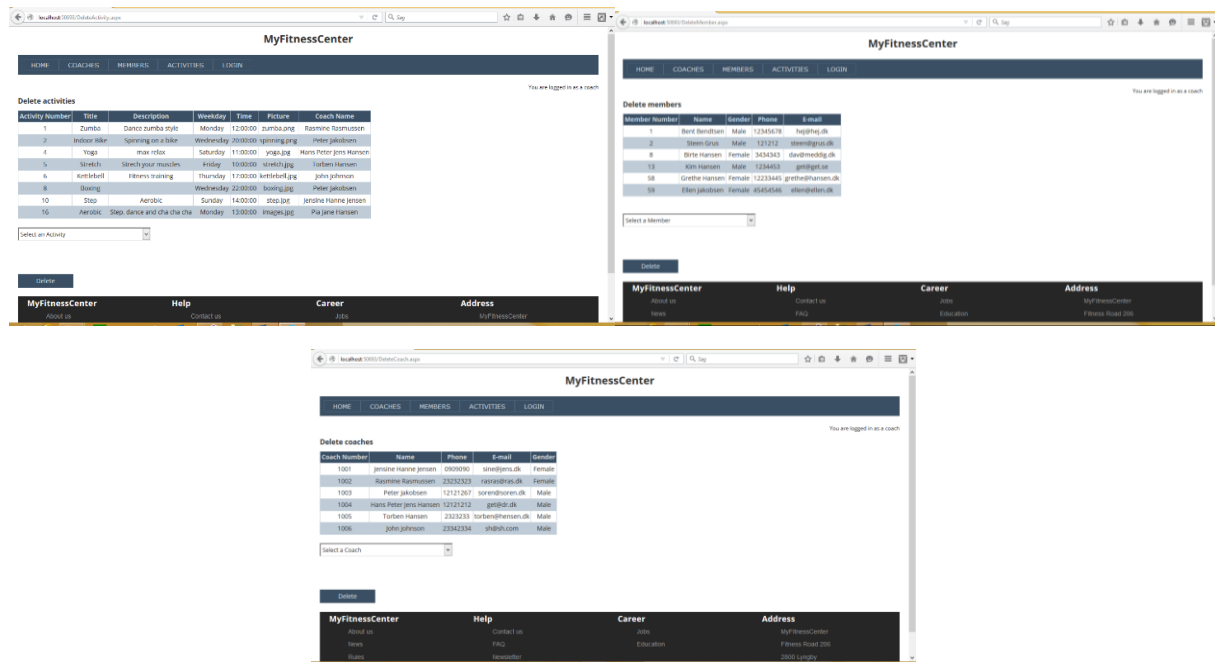 localhost:50693/DeleteActivity.aspx Søg
MyFitnessCenter
HOME COACHES MEMBERS ACTIVITIES LOGIN
You are logged in as a coach
Delete activities
Activity Number Title Description Weekday Time Picture Coach Name
1 Zumba Dance zumba style Monday 12:00:00 zumba.png Rasmine Rasmussen
2 Indoor Bike Spinning on a bike Wednesday 20:00:00 spinning.png Peter Jakobsen
4 Yoga max relax Saturday 11:00:00 yoga.jpg Hans Peter Jens Hansen
5 Stretch Strech your muscles Friday 10:00:00 stretch.jpg Torben Hansen
6 Kettlebell Fitness training Thursday 17:00:00 kettlebell.jpg John Johnson
8 Boxing Wednesday 22:00:00 boxing.jpg Peter Jakobsen
10 Step Aerobic Sunday 14:00:00 step.jpg Jensine Hanne Jensen
16 Aerobic Step, dance and cha cha cha Monday 13:00:00 images.jpg Pia Jane Hansen
Select an Activity
Delete
MyFitnessCenter Help Career Address
About us Contact us Jobs MyFitnessCenter
localhost:50693/DeleteMember.aspx Søg
MyFitnessCenter
HOME COACHES MEMBERS ACTIVITIES LOGIN
You are logged in as a coach
Delete members
Member Number Name Gender Phone E-mail
1 Bent Bendtsen Male 12345678 hej@hej.dk
2 Steen Grus Male 121212 steen@grus.dk
8 Birte Hansen Female 3434343 dav@meddig.dk
13 Kim Hansen Male 1234453 get@get.se
58 Grethe Hansen Female 12233445 grethe@hansen.dk
59 Ellen Jakobsen Female 45454546 ellen@ellen.dk
Select a Member
Delete
MyFitnessCenter Help Career Address
About us Contact us Jobs MyFitnessCenter
News FAQ Education Fitness Road 206
localhost:50693/DeleteCoach.aspx Søg
MyFitnessCenter
HOME COACHES MEMBERS ACTIVITIES LOGIN
You are logged in as a coach
Delete coaches
Coach Number Name Phone E-mail Gender
1001 Jensine Hanne Jensen 0909090 sine@jens.dk Female
1002 Rasmine Rasmussen 23232323 rasras@ras.dk Female
1003 Peter Jakobsen 12121267 soren@soren.dk Male
1004 Hans Peter Jens Hansen 12121212 get@dr.dk Male
1005 Torben Hansen 2323233 torben@hensen.dk Male
1006 John Johnson 23342334 sh@sh.com Male
Select a Coach
Delete
MyFitnessCenter Help Career Address
About us Contact us Jobs MyFitnessCenter
News FAQ Education Fitness Road 206
Rules Newsletter 2800 Lyngby